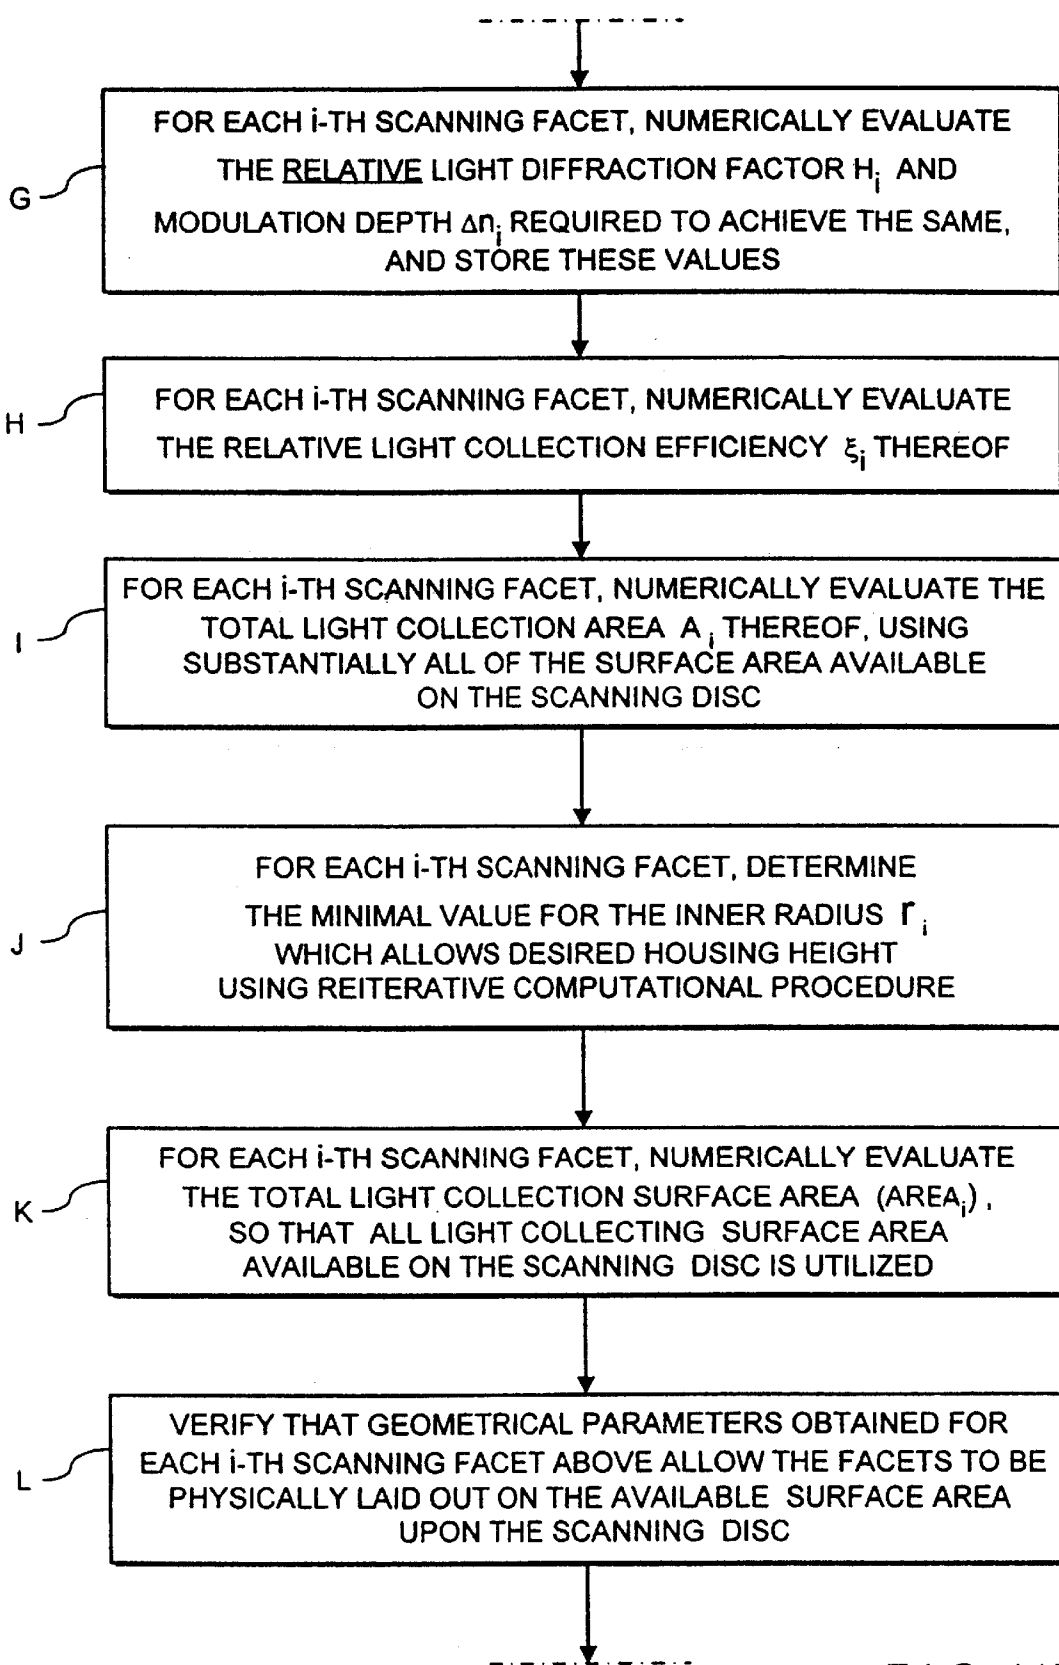 FOR EACH i-TH SCANNING FACET, NUMERICALLY EVALUATE
THE RELATIVE LIGHT DIFFRACTION FACTOR Hi AND
MODULATION DEPTH Δni REQUIRED TO ACHIEVE THE SAME,
AND STORE THESE VALUES
G
FOR EACH i-TH SCANNING FACET, NUMERICALLY EVALUATE
THE RELATIVE LIGHT COLLECTION EFFICIENCY ξi THEREOF
H
FOR EACH i-TH SCANNING FACET, NUMERICALLY EVALUATE THE
TOTAL LIGHT COLLECTION AREA Ai THEREOF, USING
SUBSTANTIALLY ALL OF THE SURFACE AREA AVAILABLE
ON THE SCANNING DISC
I
FOR EACH i-TH SCANNING FACET, DETERMINE
THE MINIMAL VALUE FOR THE INNER RADIUS ri
WHICH ALLOWS DESIRED HOUSING HEIGHT
USING REITERATIVE COMPUTATIONAL PROCEDURE
J
FOR EACH i-TH SCANNING FACET, NUMERICALLY EVALUATE
THE TOTAL LIGHT COLLECTION SURFACE AREA (AREAi),
SO THAT ALL LIGHT COLLECTING SURFACE AREA
AVAILABLE ON THE SCANNING DISC IS UTILIZED
K
VERIFY THAT GEOMETRICAL PARAMETERS OBTAINED FOR
EACH i-TH SCANNING FACET ABOVE ALLOW THE FACETS TO BE
PHYSICALLY LAID OUT ON THE AVAILABLE SURFACE AREA
UPON THE SCANNING DISC
L